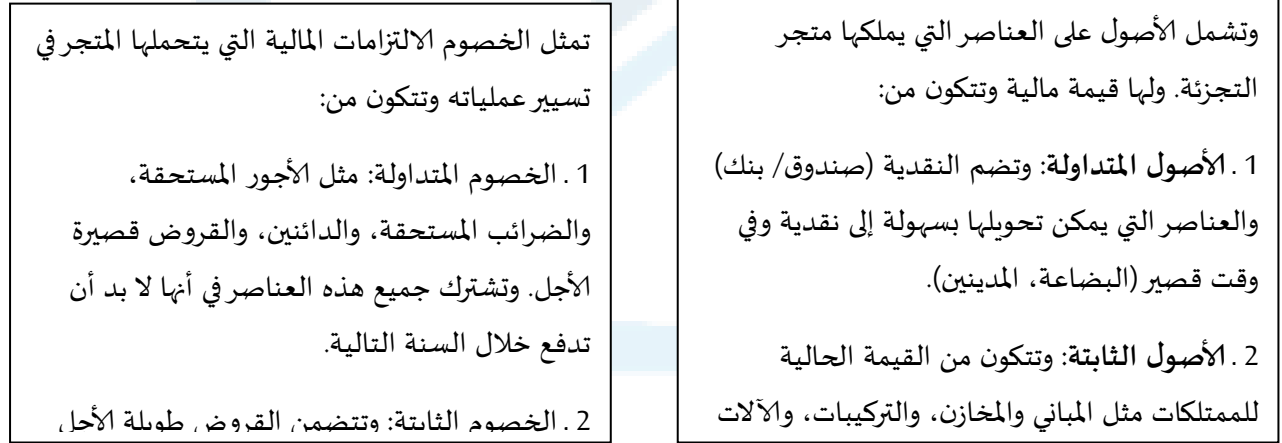 وتشمل الأصول على العناصر التي يملكها متجر
التجزئة. ولها قيمة مالية وتتكون من:
1. الأصول المتداولة: وتضم النقدية (صندوق/ بنك)
والعناصر التي يمكن تحويلها بسهولة إلى نقدية وفي
وقت قصير (البضاعة، المدينين).
2. الأصول الثابتة: وتتكون من القيمة الحالية
للممتلكات مثل المباني والمخازن، والتركيبات، والآلات
تمثل الخصوم الالتزامات المالية التي يتحملها المتجر في
تسيير عملياته وتتكون من:
1. الخصوم المتداولة: مثل الأجور المستحقة،
والضرائب المستحقة، والدائنين، والقروض قصيرة
الأجل. وتشترك جميع هذه العناصر في أنها لا بد أن
تدفع خلال السنة التالية.
2. الخصوم الثابتة: وتتضمن القروض طويلة الأجل